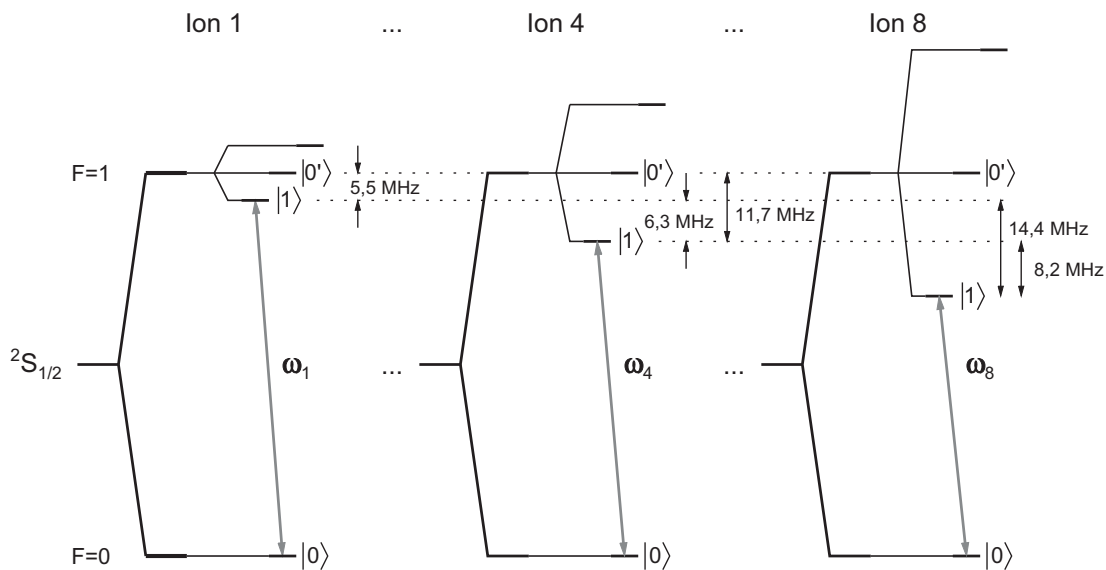 Ion 1 ... Ion 4 ... Ion 8
F=1 |0'⟩ |0'⟩ |0'⟩
5,5 MHz
|1⟩
6,3 MHz 11,7 MHz
14,4 MHz
|1⟩
8,2 MHz
|1⟩
²S₁/₂ ω₁ ... ω₄ ... ω₈
F=0 |0⟩ |0⟩ |0⟩